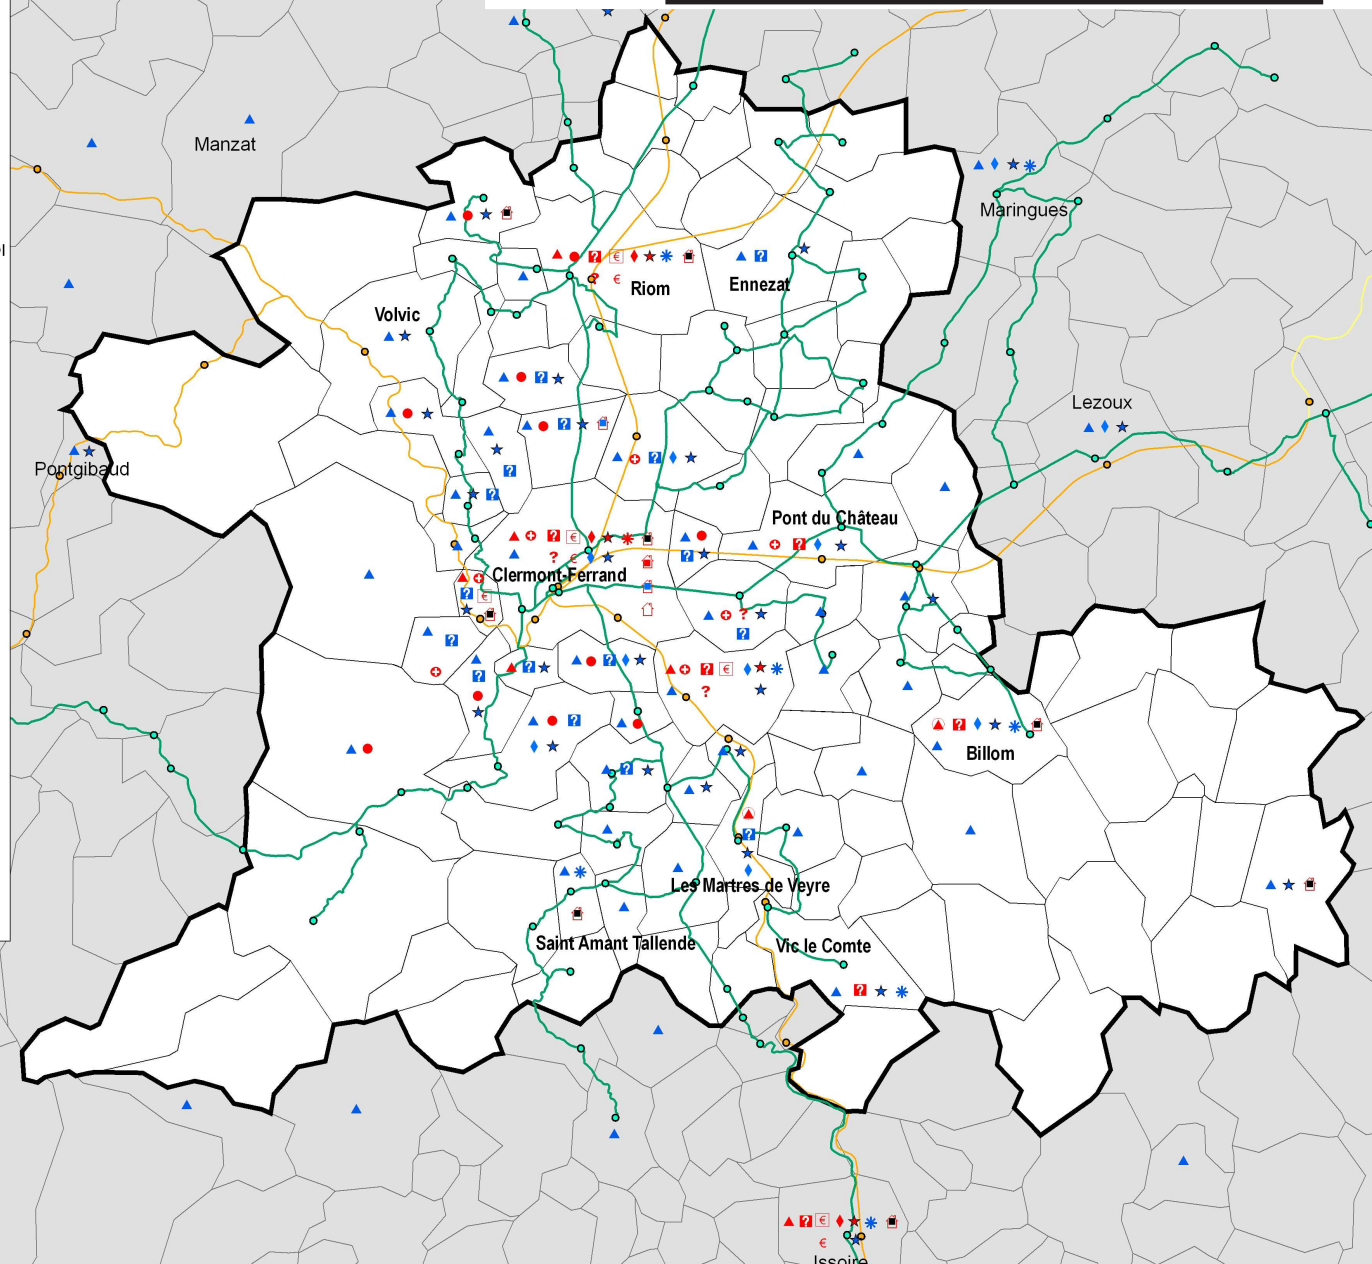 Manzat
Maringues
Riom
Ennezat
Volvic
Lezoux
Pontgibaud
Pont du Château
Clermont-Ferrand
Billom
Les Martres de Veyre
Saint Amant Tallende
Vic le Comte
Issoire